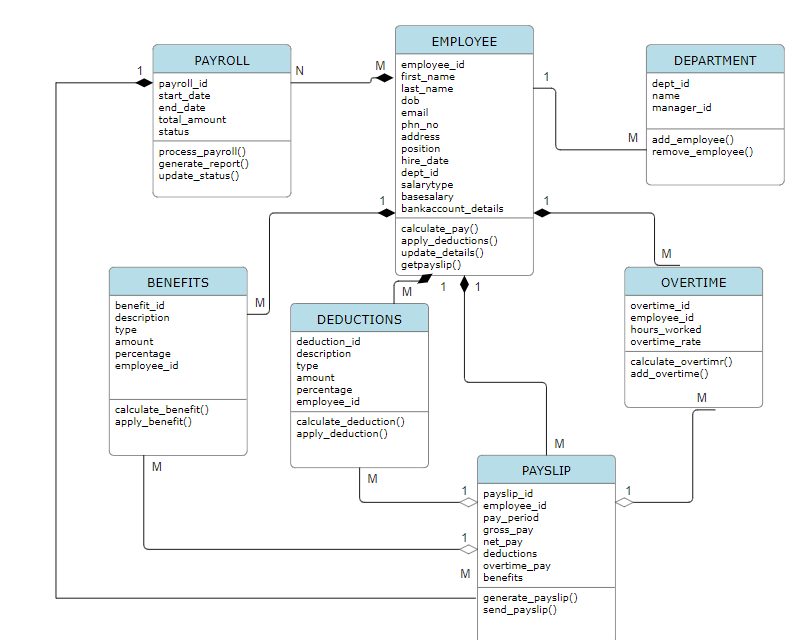 PAYROLL
payroll_id
start_date
end_date
total_amount
status
process_payroll()
generate_report()
update_status()
1
N
M
EMPLOYEE
employee_id
first_name
last_name
dob
email
phn_no
address
position
hire_date
dept_id
salarytype
basesalary
bankaccount_details
calculate_pay()
apply_deductions()
update_details()
getpayslip()
1
M
DEPARTMENT
dept_id
name
manager_id
add_employee()
remove_employee()
1
M
BENEFITS
benefit_id
description
type
amount
percentage
employee_id
calculate_benefit()
apply_benefit()
M
M
1
DEDUCTIONS
deduction_id
description
type
amount
percentage
employee_id
calculate_deduction()
apply_deduction()
M
1
1
M
OVERTIME
overtime_id
employee_id
hours_worked
overtime_rate
calculate_overtimr()
add_overtime()
M
M
1
1
1
M
PAYSLIP
payslip_id
employee_id
pay_period
gross_pay
net_pay
deductions
overtime_pay
benefits
generate_payslip()
send_payslip()